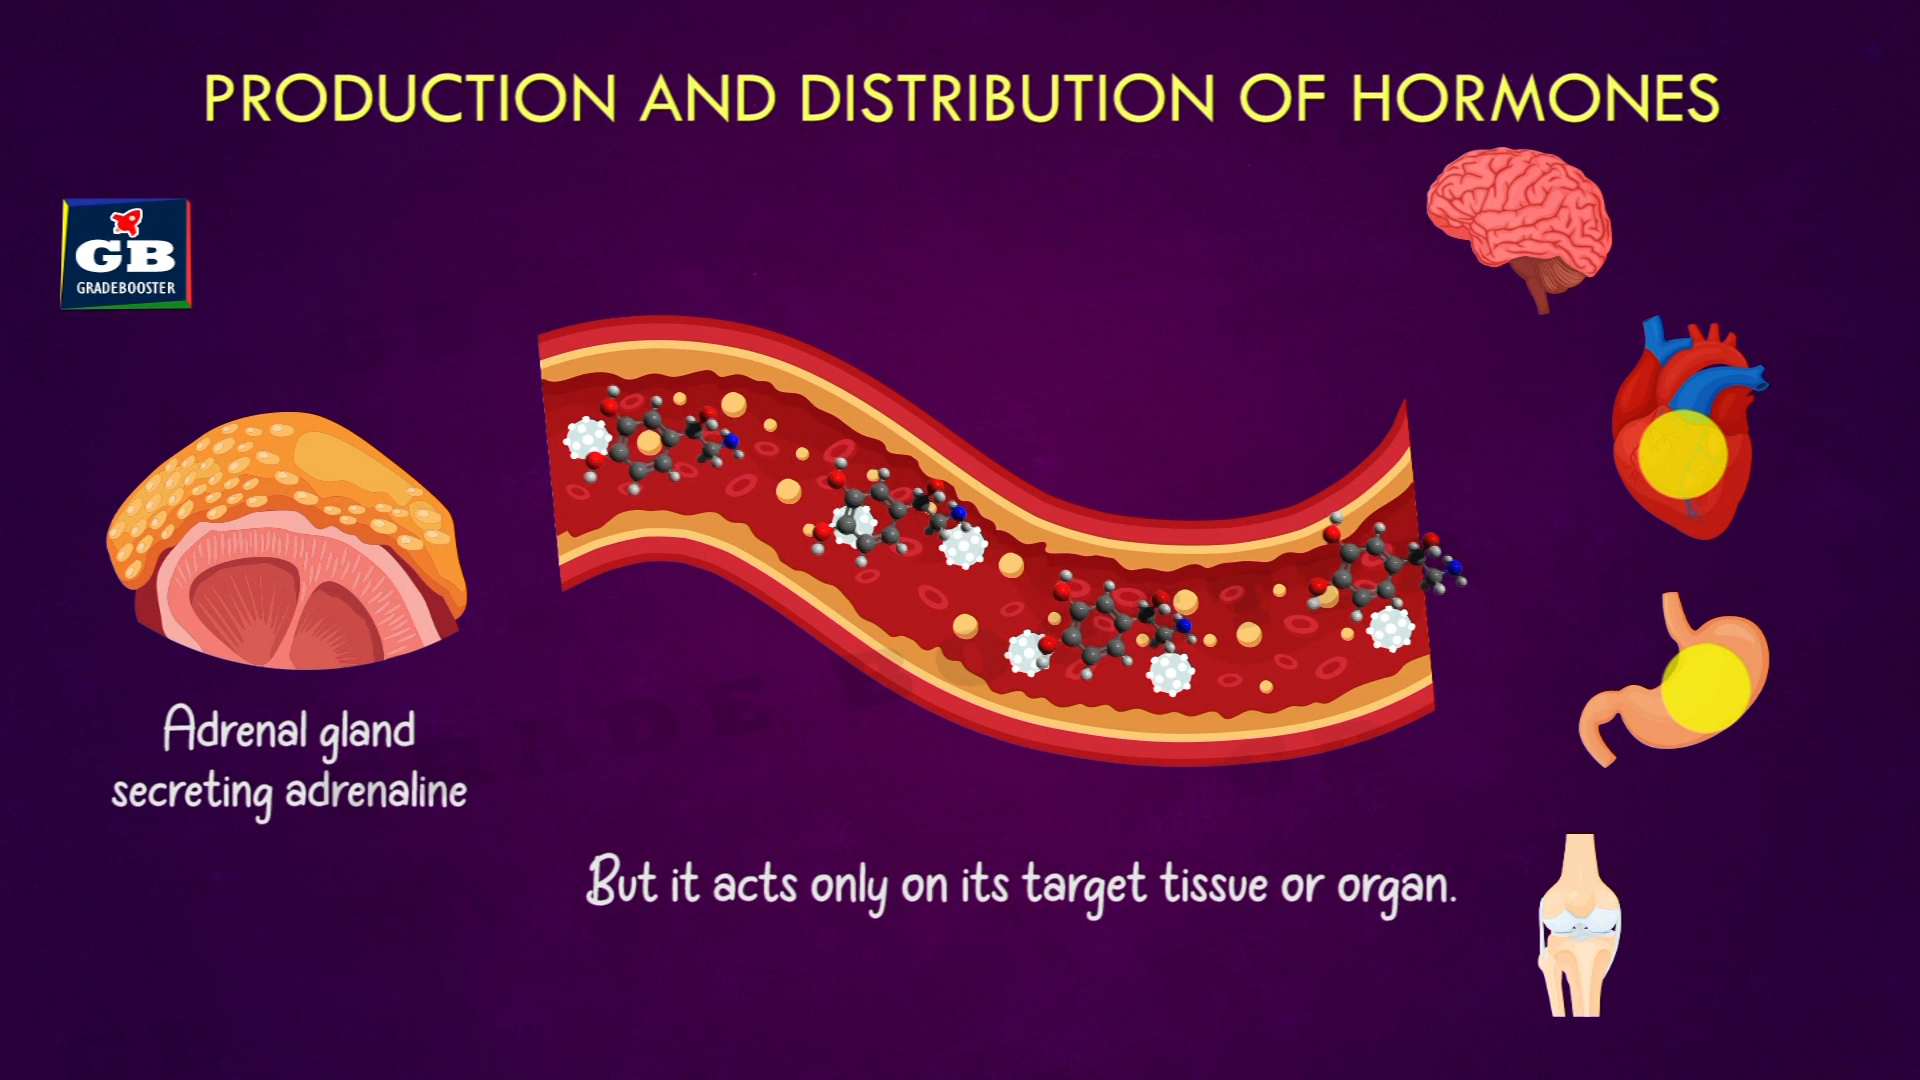 PRODUCTION AND DISTRIBUTION OF HORMONES
GB
GRADEBOOSTER
Adrenal gland
secreting adrenaline
But it acts only on its target tissue or organ.